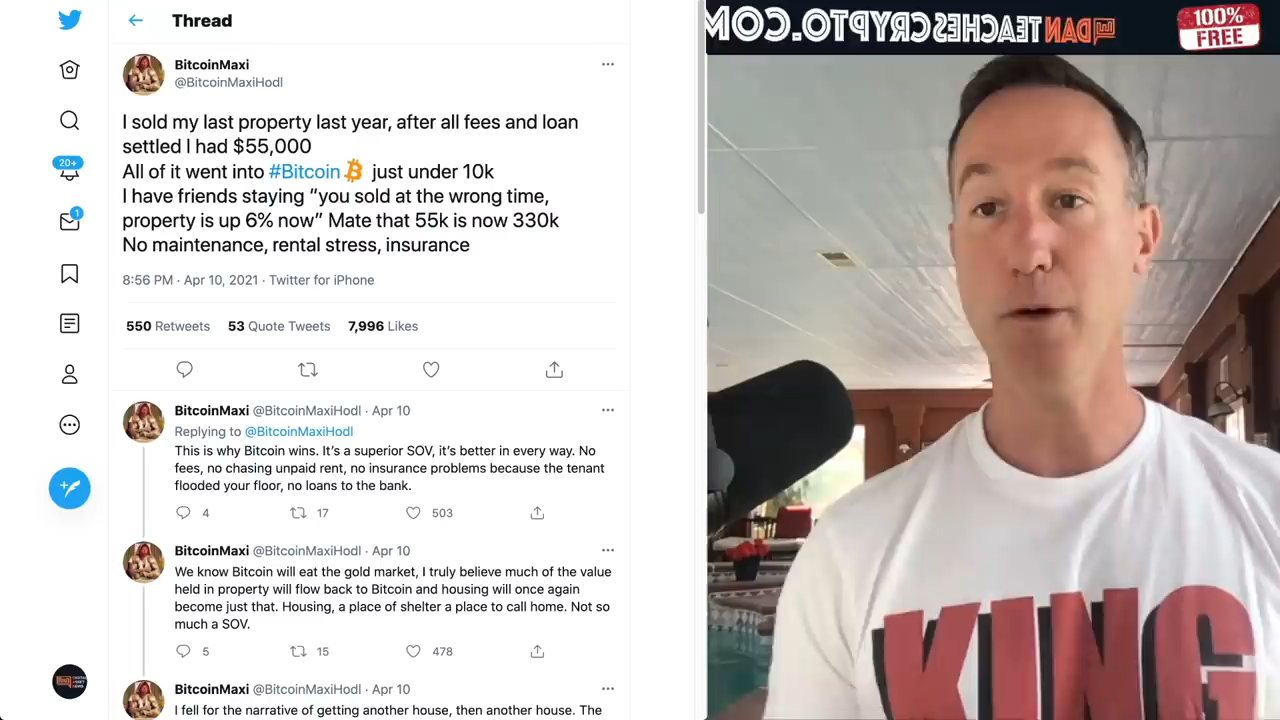 Thread
BitcoinMaxi
@BitcoinMaxiHodl
I sold my last property last year, after all fees and loan
settled I had $55,000
All of it went into #Bitcoin just under 10k
I have friends staying “you sold at the wrong time,
property is up 6% now” Mate that 55k is now 330k
No maintenance, rental stress, insurance
8:56 PM · Apr 10, 2021 · Twitter for iPhone
550 Retweets 53 Quote Tweets 7,996 Likes
BitcoinMaxi @BitcoinMaxiHodl · Apr 10
Replying to @BitcoinMaxiHodl
This is why Bitcoin wins. It’s a superior SOV, it’s better in every way. No
fees, no chasing unpaid rent, no insurance problems because the tenant
flooded your floor, no loans to the bank.
4 17 503
BitcoinMaxi @BitcoinMaxiHodl · Apr 10
We know Bitcoin will eat the gold market, I truly believe much of the value
held in property will flow back to Bitcoin and housing will once again
become just that. Housing, a place of shelter a place to call home. Not so
much a SOV.
5 15 478
BitcoinMaxi @BitcoinMaxiHodl · Apr 10
I fell for the narrative of getting another house, then another house. The
20+
1
DANTEACHESCRYPTO.COM
100%
FREE
KING